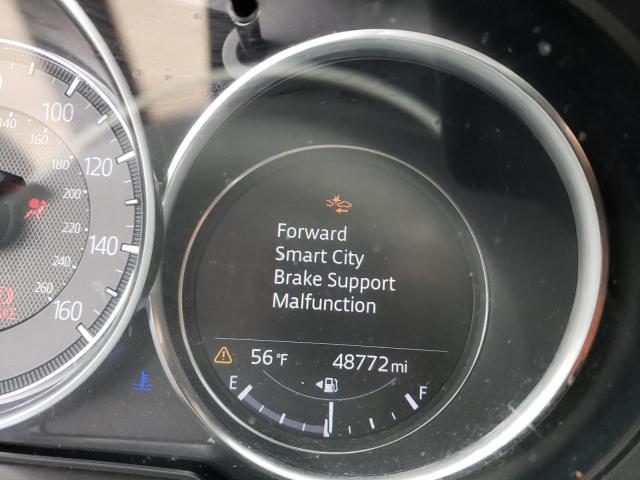 100
120
140
160
140
160
180
200
220
240
260
Forward
Smart City
Brake Support
Malfunction
56°F
48772 mi
E
F